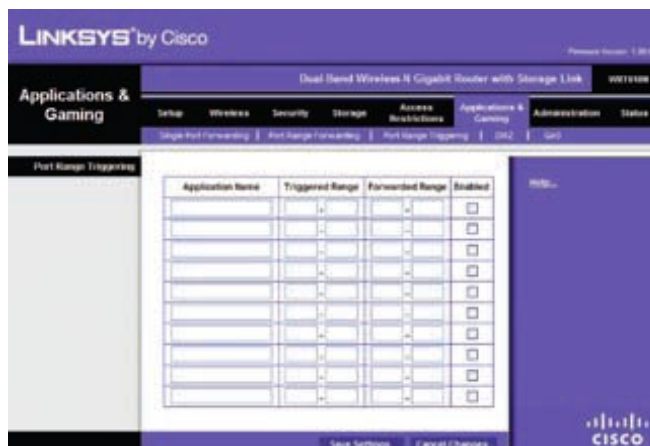 LINKSYS® by Cisco
Firmware Version: 
Dual Band Wireless-N Gigabit Router with Storage Link
Applications & Gaming
Setup
Wireless
Security
Storage
Access Restrictions
Applications & Gaming
Administration
Status
Single Port Forwarding | Port Range Forwarding | Port Range Triggering | DMZ | QoS
Port Range Triggering
Application Name
Triggered Range
Forwarded Range
Enabled
Help...
Save Settings
Cancel Changes
CISCO